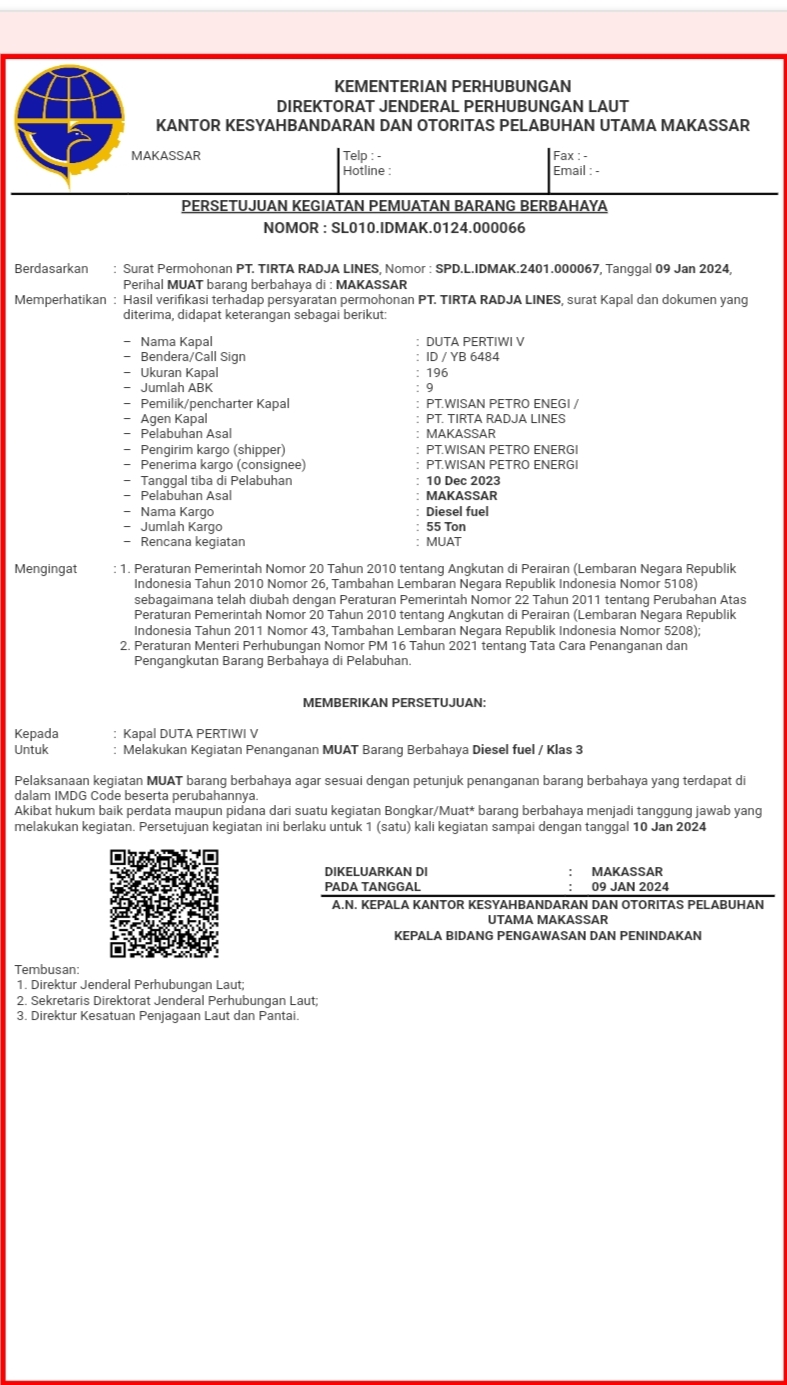 KEMENTERIAN PERHUBUNGAN
DIREKTORAT JENDERAL PERHUBUNGAN LAUT
KANTOR KESYAHBANDARAN DAN OTORITAS PELABUHAN UTAMA MAKASSAR
MAKASSAR Telp : - Fax : -
Hotline : Email : -
PERSETUJUAN KEGIATAN PEMUATAN BARANG BERBAHAYA
NOMOR : SL010.IDMAK.0124.000066
Berdasarkan : Surat Permohonan PT. TIRTA RADJA LINES, Nomor : SPD.L.IDMAK.2401.000067, Tanggal 09 Jan 2024,
Perihal MUAT barang berbahaya di : MAKASSAR
Memperhatikan : Hasil verifikasi terhadap persyaratan permohonan PT. TIRTA RADJA LINES, surat Kapal dan dokumen yang
diterima, didapat keterangan sebagai berikut:
– Nama Kapal : DUTA PERTIWI V
– Bendera/Call Sign : ID / YB 6484
– Ukuran Kapal : 196
– Jumlah ABK : 9
– Pemilik/pencharter Kapal : PT.WISAN PETRO ENEGI /
– Agen Kapal : PT. TIRTA RADJA LINES
– Pelabuhan Asal : MAKASSAR
– Pengirim kargo (shipper) : PT.WISAN PETRO ENERGI
– Penerima kargo (consignee) : PT.WISAN PETRO ENERGI
– Tanggal tiba di Pelabuhan : 10 Dec 2023
– Pelabuhan Asal : MAKASSAR
– Nama Kargo : Diesel fuel
– Jumlah Kargo : 55 Ton
– Rencana kegiatan : MUAT
Mengingat : 1. Peraturan Pemerintah Nomor 20 Tahun 2010 tentang Angkutan di Perairan (Lembaran Negara Republik
Indonesia Tahun 2010 Nomor 26, Tambahan Lembaran Negara Republik Indonesia Nomor 5108)
sebagaimana telah diubah dengan Peraturan Pemerintah Nomor 22 Tahun 2011 tentang Perubahan Atas
Peraturan Pemerintah Nomor 20 Tahun 2010 tentang Angkutan di Perairan (Lembaran Negara Republik
Indonesia Tahun 2011 Nomor 43, Tambahan Lembaran Negara Republik Indonesia Nomor 5208);
2. Peraturan Menteri Perhubungan Nomor PM 16 Tahun 2021 tentang Tata Cara Penanganan dan
Pengangkutan Barang Berbahaya di Pelabuhan.
MEMBERIKAN PERSETUJUAN:
Kepada : Kapal DUTA PERTIWI V
Untuk : Melakukan Kegiatan Penanganan MUAT Barang Berbahaya Diesel fuel / Klas 3
Pelaksanaan kegiatan MUAT barang berbahaya agar sesuai dengan petunjuk penanganan barang berbahaya yang terdapat di
dalam IMDG Code beserta perubahannya.
Akibat hukum baik perdata maupun pidana dari suatu kegiatan Bongkar/Muat* barang berbahaya menjadi tanggung jawab yang
melakukan kegiatan. Persetujuan kegiatan ini berlaku untuk 1 (satu) kali kegiatan sampai dengan tanggal 10 Jan 2024
DIKELUARKAN DI : MAKASSAR
PADA TANGGAL : 09 JAN 2024
A.N. KEPALA KANTOR KESYAHBANDARAN DAN OTORITAS PELABUHAN
UTAMA MAKASSAR
KEPALA BIDANG PENGAWASAN DAN PENINDAKAN
Tembusan:
1. Direktur Jenderal Perhubungan Laut;
2. Sekretaris Direktorat Jenderal Perhubungan Laut;
3. Direktur Kesatuan Penjagaan Laut dan Pantai.